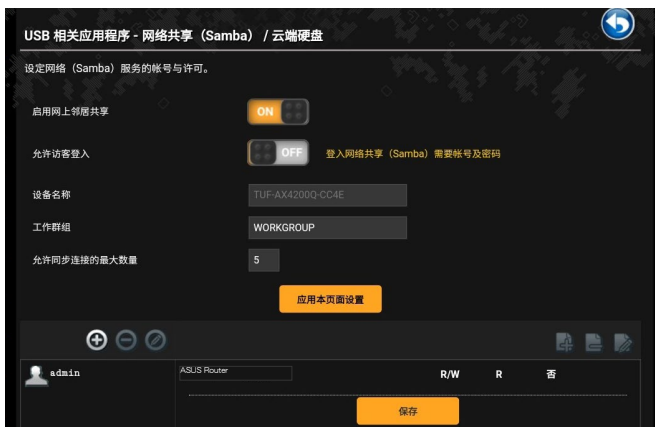 USB 相关应用程序 - 网络共享（Samba）/ 云端硬盘
设定网络（Samba）服务的帐号与许可。
启用网上邻居共享
ON
允许访客登入
OFF
登入网络共享（Samba）需要帐号及密码
设备名称
TUF-AX4200Q-CC4E
工作群组
WORKGROUP
允许同步连接的最大数量
5
应用本页面设置
admin
ASUS Router
R/W R 否
保存